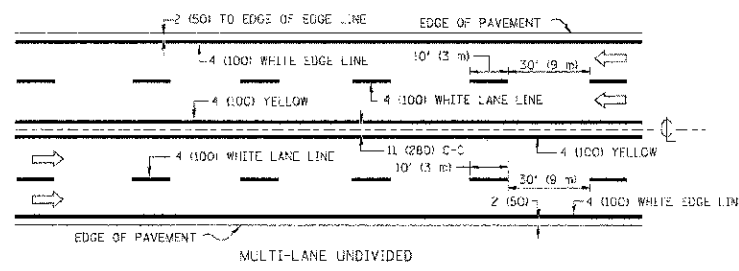 2 (50) TO EDGE OF EDGE LINE
EDGE OF PAVEMENT
4 (100) WHITE EDGE LINE
10' (3 m)
30' (9 m)
4 (100) YELLOW
4 (100) WHITE LANE LINE
℄
4 (100) WHITE LANE LINE
11 (280) C-C
4 (100) YELLOW
10' (3 m)
30' (9 m)
2 (50)
4 (100) WHITE EDGE LIN
EDGE OF PAVEMENT
MULTI-LANE UNDIVIDED